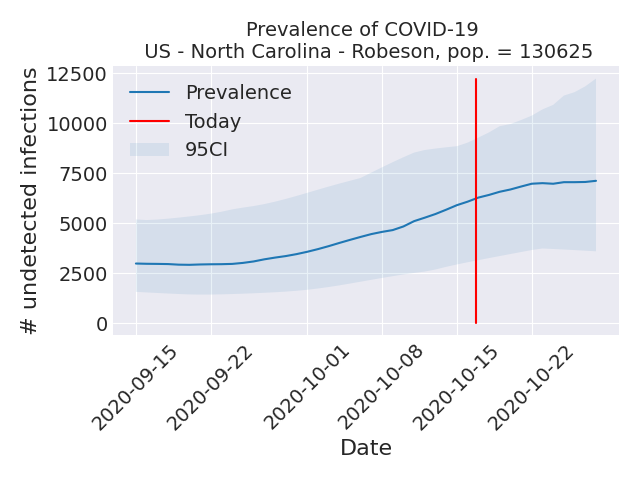 Prevalence of COVID-19
US - North Carolina - Robeson, pop. = 130625
# undetected infections
12500
10000
7500
5000
2500
0
Prevalence
Today
95CI
2020-09-15
2020-09-22
2020-10-01
2020-10-08
2020-10-15
2020-10-22
Date